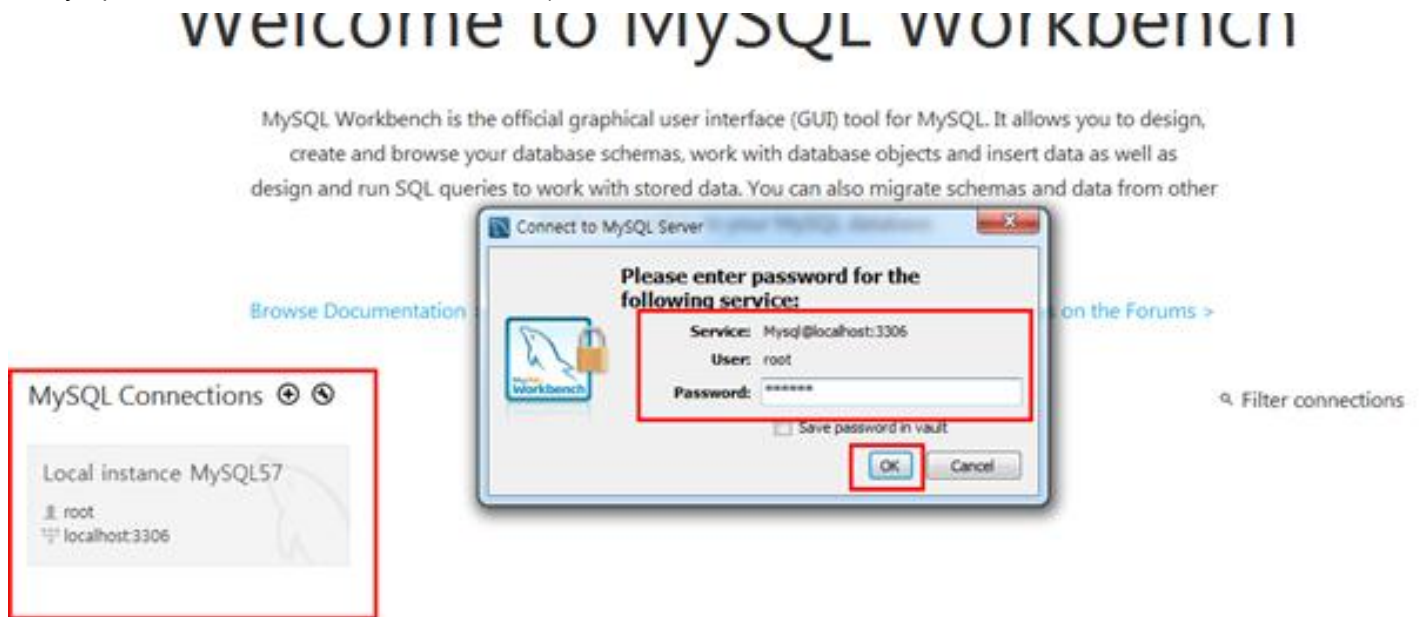 Welcome to MySQL Workbench
MySQL Workbench is the official graphical user interface (GUI) tool for MySQL. It allows you to design,
create and browse your database schemas, work with database objects and insert data as well as
design and run SQL queries to work with stored data. You can also migrate schemas and data from other
Connect to MySQL Server
Please enter password for the
following service:
Browse Documentation
on the Forums >
Service: Mysql@localhost:3306
User: root
Password: ******
Workbench
Save password in vault
OK Cancel
MySQL Connections
Filter connections
Local instance MySQL57
root
localhost:3306